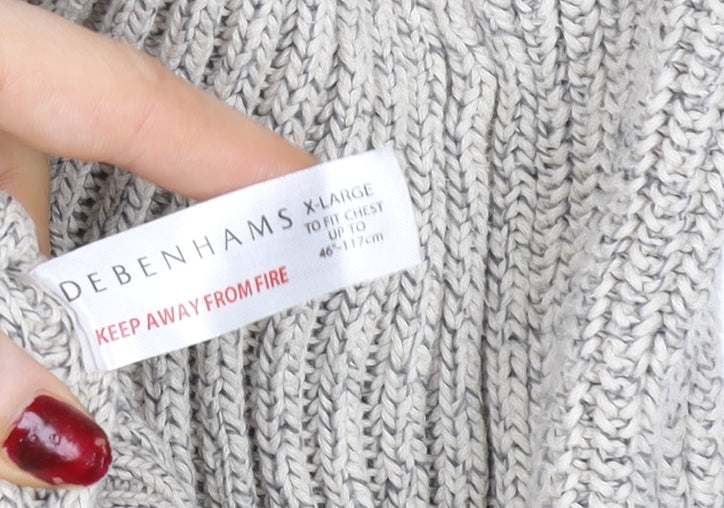 DEBENHAMS
X-LARGE
TO FIT CHEST
UP TO
46"-117cm
KEEP AWAY FROM FIRE